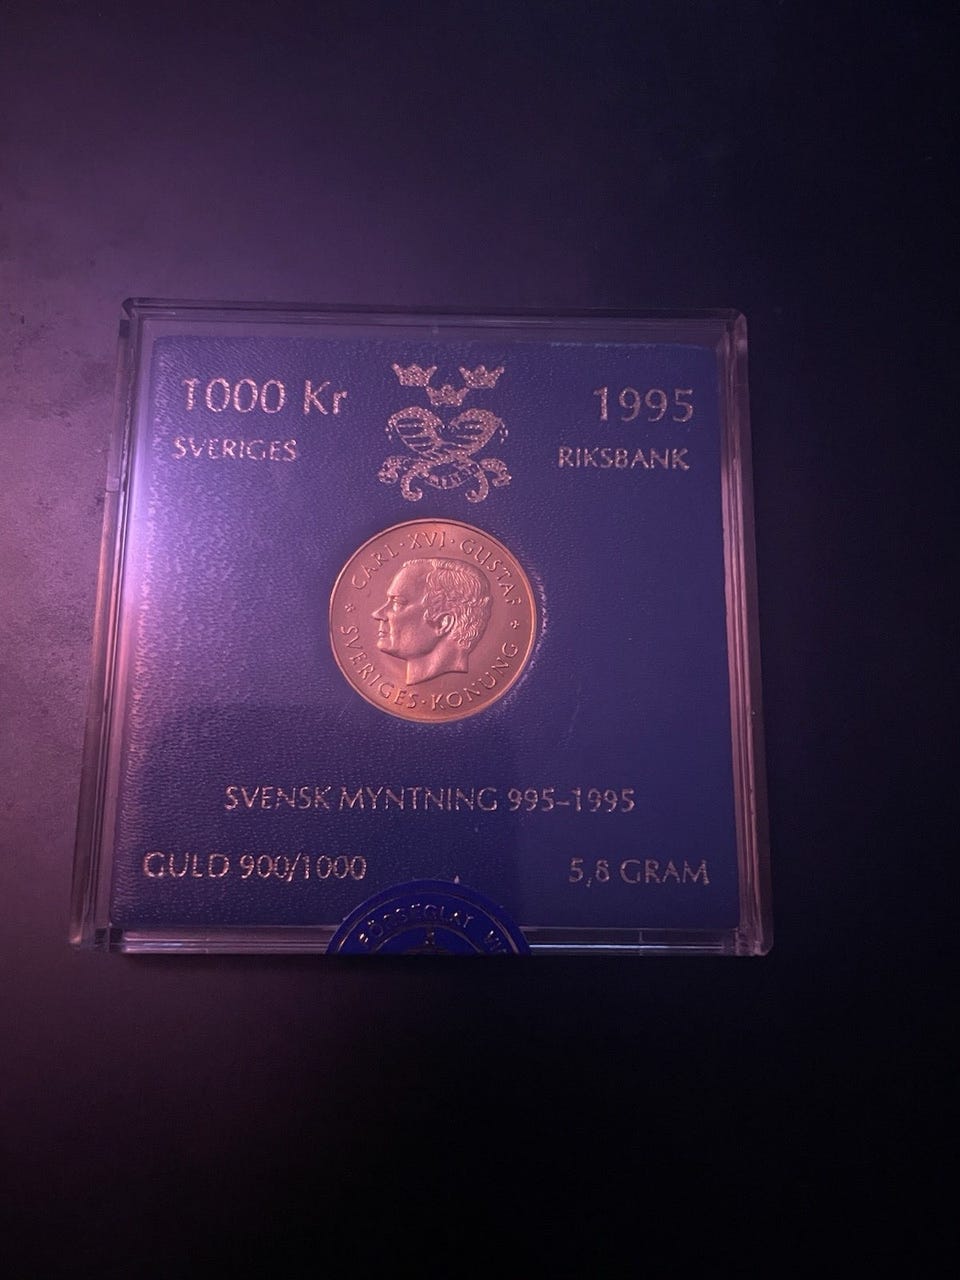 1000 Kr
1995
SVERIGES
RIKSBANK
CARL · XVI · GUSTAF
SVERIGES · KONUNG
SVENSK MYNTNING 995-1995
GULD 900/1000
5,8 GRAM
FÖRSEGLAT